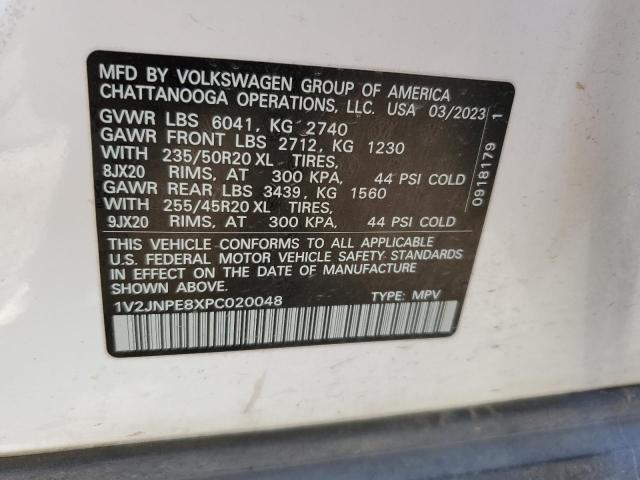 MFD BY VOLKSWAGEN GROUP OF AMERICA
CHATTANOOGA OPERATIONS, LLC. USA 03/2023
GVWR LBS 6041, KG 2740
GAWR FRONT LBS 2712, KG 1230
WITH 235/50R20 XL TIRES,
8JX20 RIMS, AT 300 KPA, 44 PSI COLD
GAWR REAR LBS 3439, KG 1560
WITH 255/45R20 XL TIRES,
9JX20 RIMS, AT 300 KPA, 44 PSI COLD
THIS VEHICLE CONFORMS TO ALL APPLICABLE
U.S. FEDERAL MOTOR VEHICLE SAFETY STANDARDS
IN EFFECT ON THE DATE OF MANUFACTURE.
1V2JNPE8XPC020048 TYPE: MPV
0918179 1